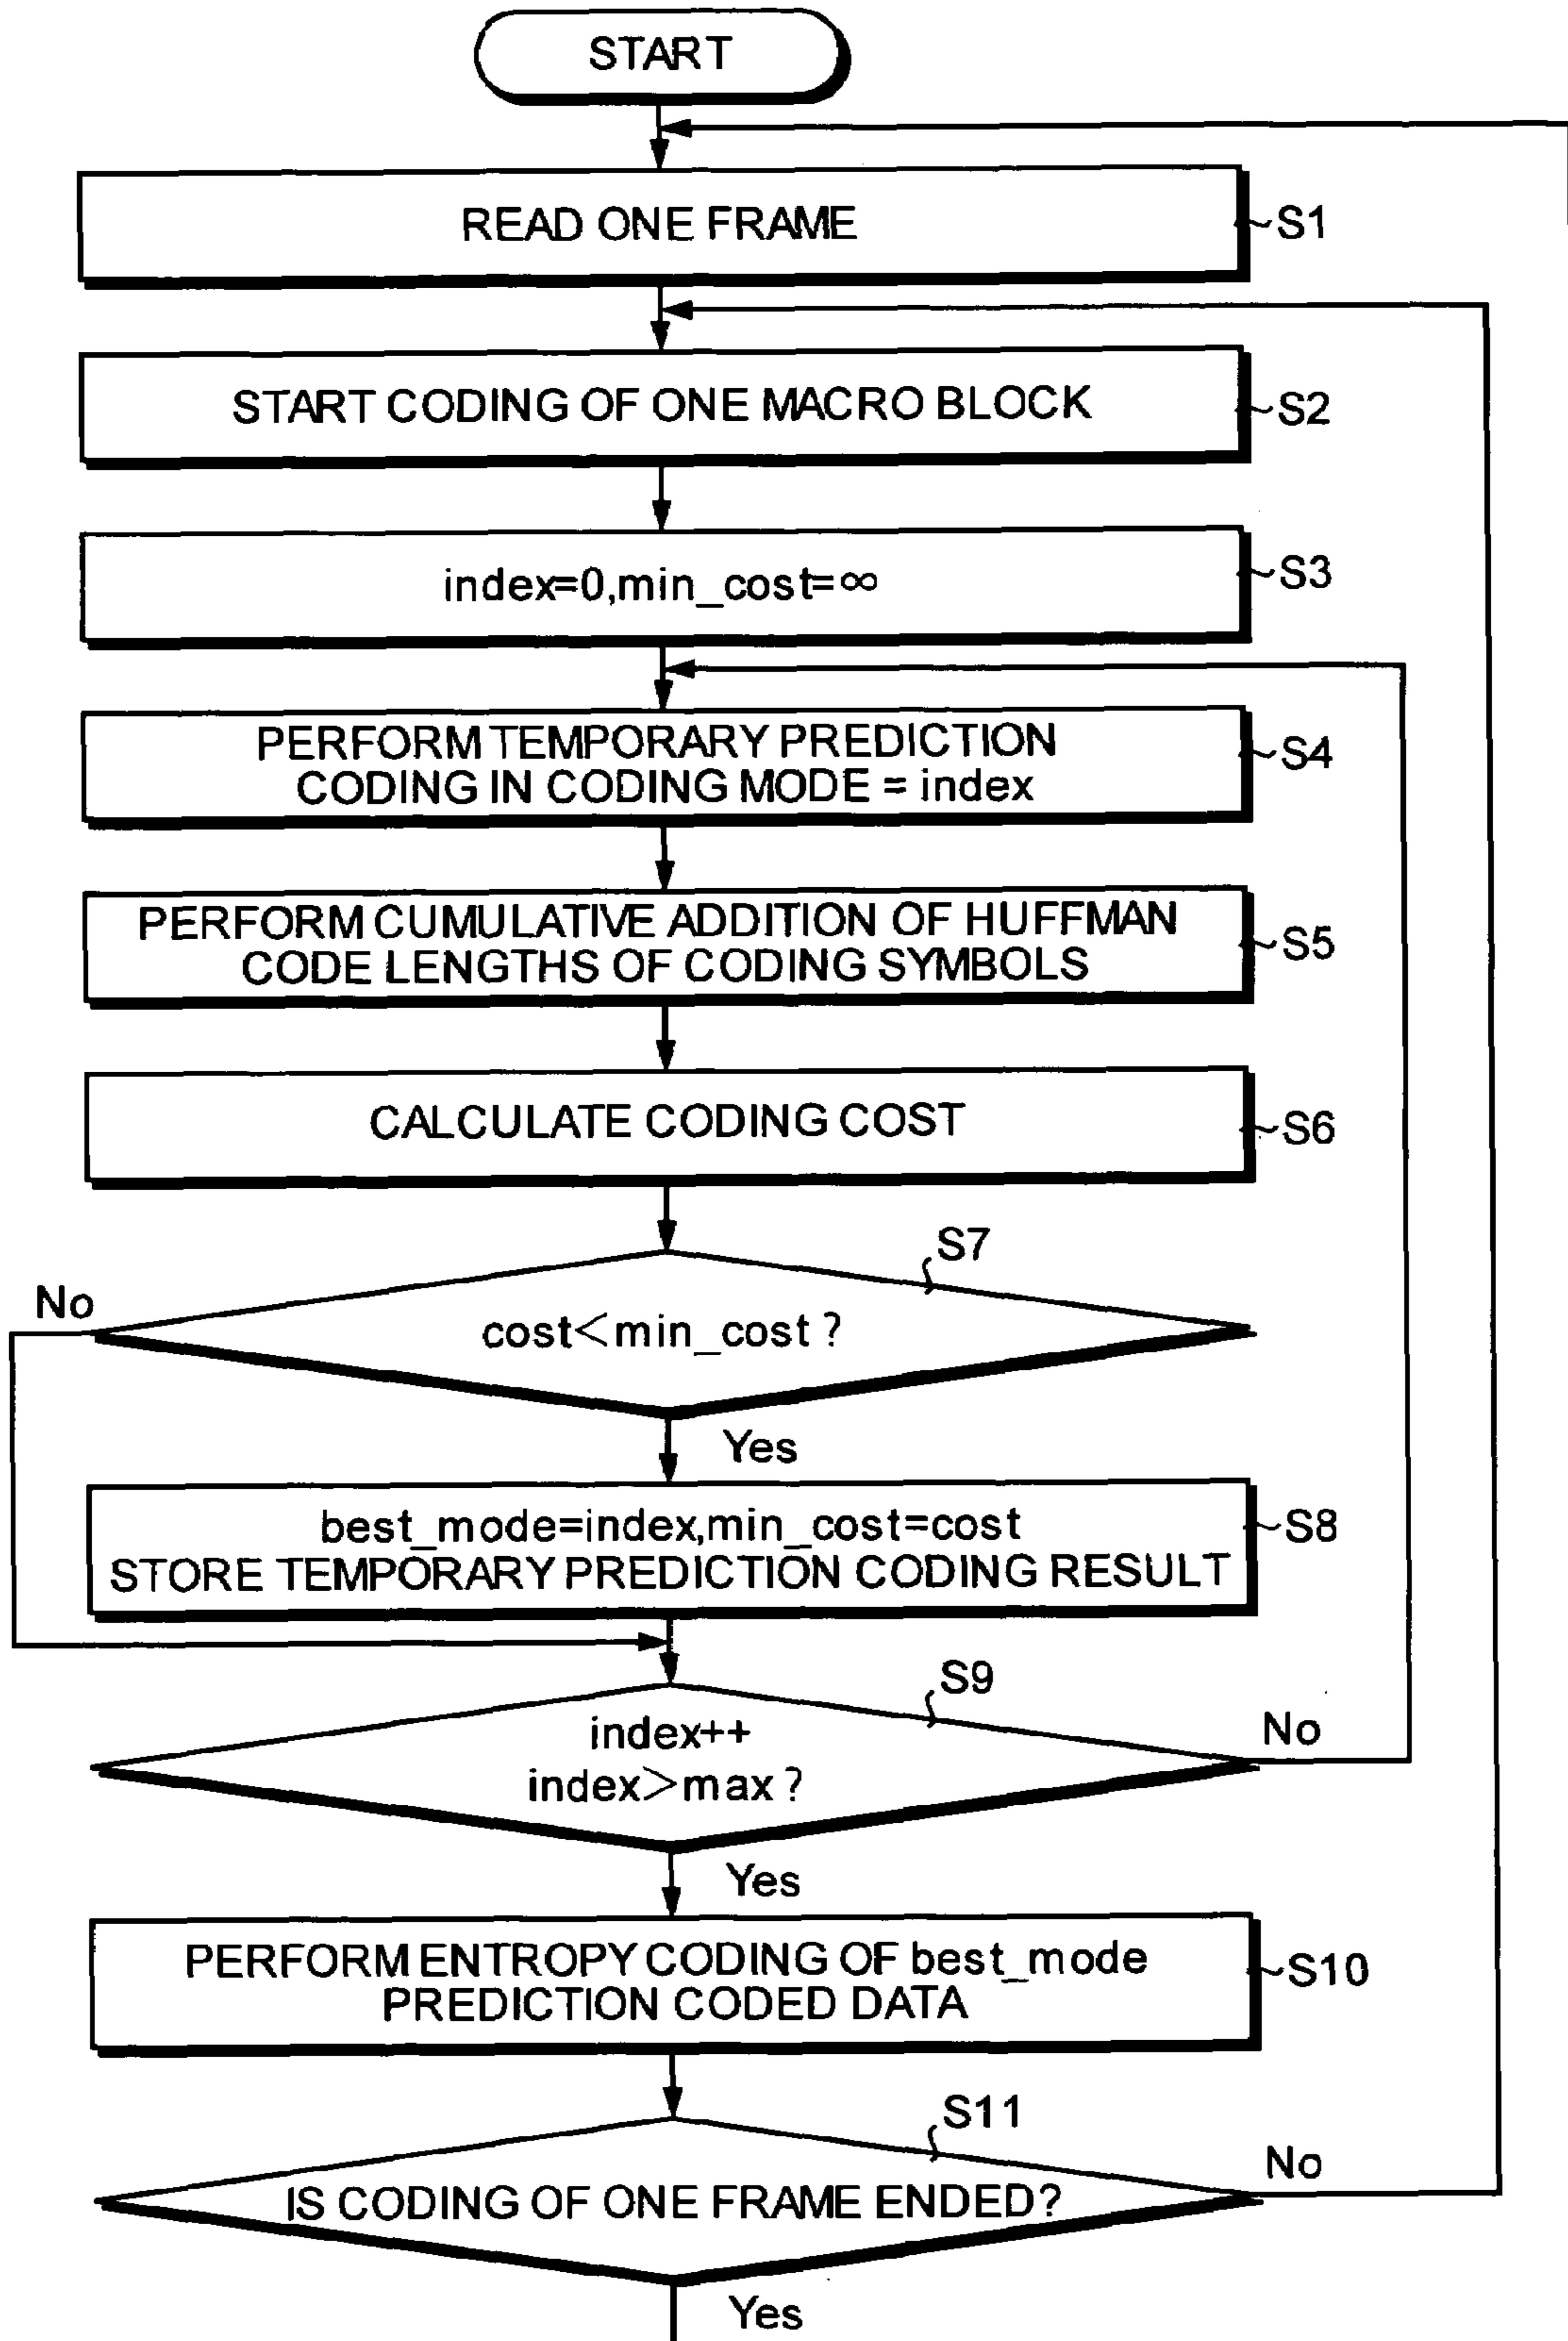 START
READ ONE FRAME
S1
START CODING OF ONE MACRO BLOCK
S2
index=0,min_cost=∞
S3
PERFORM TEMPORARY PREDICTION
CODING IN CODING MODE = index
S4
PERFORM CUMULATIVE ADDITION OF HUFFMAN
CODE LENGTHS OF CODING SYMBOLS
S5
CALCULATE CODING COST
S6
S7
No
cost<min_cost ?
Yes
best_mode=index,min_cost=cost
STORE TEMPORARY PREDICTION CODING RESULT
S8
S9
index++
index>max ?
No
Yes
PERFORM ENTROPY CODING OF best_mode
PREDICTION CODED DATA
S10
S11
IS CODING OF ONE FRAME ENDED?
No
Yes